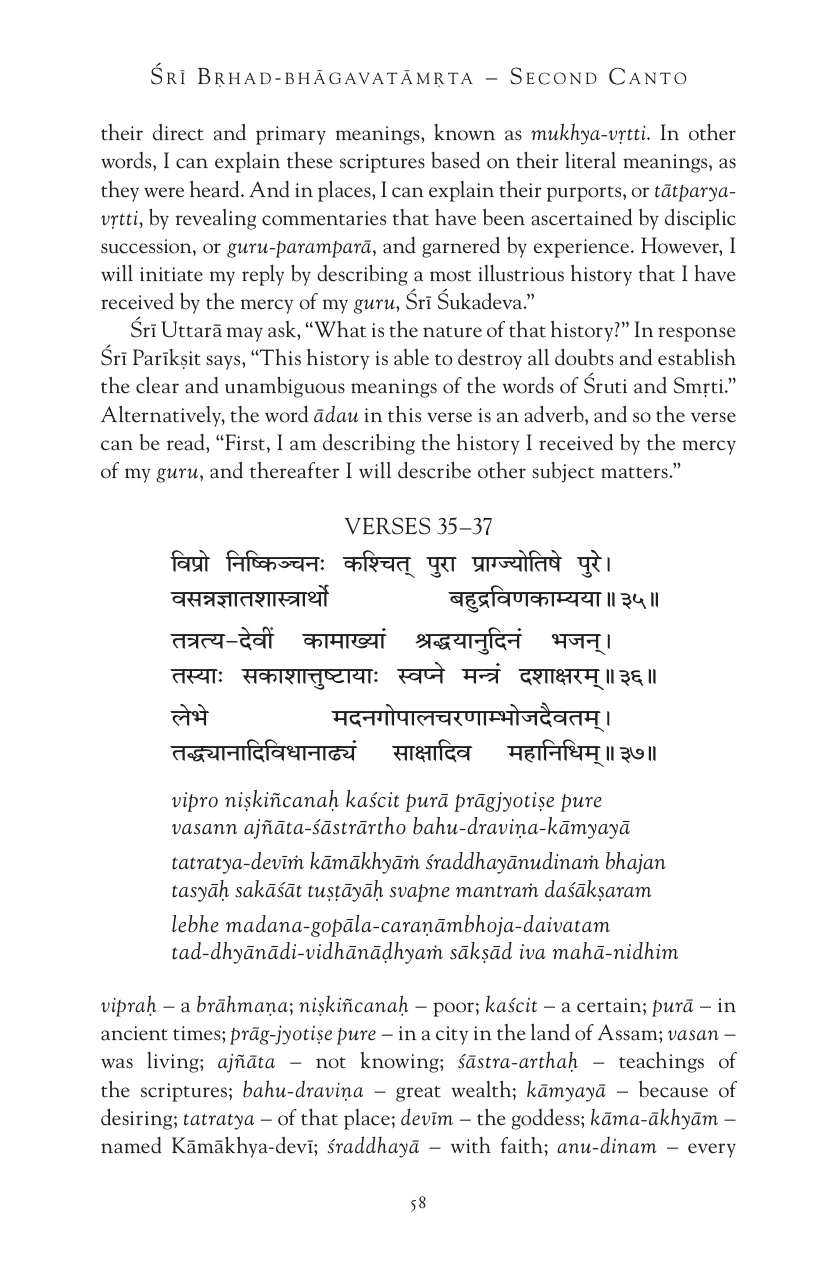 Śrī Bṛhad-bhāgavatāmṛta – Second Canto
their direct and primary meanings, known as mukhya-vṛtti. In other
words, I can explain these scriptures based on their literal meanings, as
they were heard. And in places, I can explain their purports, or tātparya-
vṛtti, by revealing commentaries that have been ascertained by disciplic
succession, or guru-paramparā, and garnered by experience. However, I
will initiate my reply by describing a most illustrious history that I have
received by the mercy of my guru, Śrī Śukadeva.”
Śrī Uttarā may ask, “What is the nature of that history?” In response
Śrī Parīkṣit says, “This history is able to destroy all doubts and establish
the clear and unambiguous meanings of the words of Śruti and Smṛti.”
Alternatively, the word ādau in this verse is an adverb, and so the verse
can be read, “First, I am describing the history I received by the mercy
of my guru, and thereafter I will describe other subject matters.”
VERSES 35–37
विप्रो निष्किञ्चनः कश्चित् पुरा प्राग्ज्योतिषे पुरे।
वसन्नज्ञातशास्त्रार्थो बहुद्रविणकाम्यया॥३५॥
तत्रत्य–देवीं कामाख्यां श्रद्धयानुदिनं भजन्।
तस्याः सकाशात्तुष्टायाः स्वप्ने मन्त्रं दशाक्षरम्॥३६॥
लेभे मदनगोपालचरणाम्भोजदैवतम्।
तद्ध्यानादिविधानाढ्यं साक्षादिव महानिधिम्॥३७॥
vipro niṣkiñcanaḥ kaścit purā prāgjyotiṣe pure
vasann ajñāta-śāstrārtho bahu-draviṇa-kāmyayā
tatratya-devīṁ kāmākhyāṁ śraddhayānudinaṁ bhajan
tasyāḥ sakāśāt tuṣṭāyāḥ svapne mantraṁ daśākṣaram
lebhe madana-gopāla-caraṇāmbhoja-daivatam
tad-dhyānādi-vidhānāḍhyaṁ sākṣād iva mahā-nidhim
vipraḥ – a brāhmaṇa; niṣkiñcanaḥ – poor; kaścit – a certain; purā – in
ancient times; prāg-jyotiṣe pure – in a city in the land of Assam; vasan –
was living; ajñāta – not knowing; śāstra-arthaḥ – teachings of
the scriptures; bahu-draviṇa – great wealth; kāmyayā – because of
desiring; tatratya – of that place; devīm – the goddess; kāma-ākhyām –
named Kāmākhya-devī; śraddhayā – with faith; anu-dinam – every
58